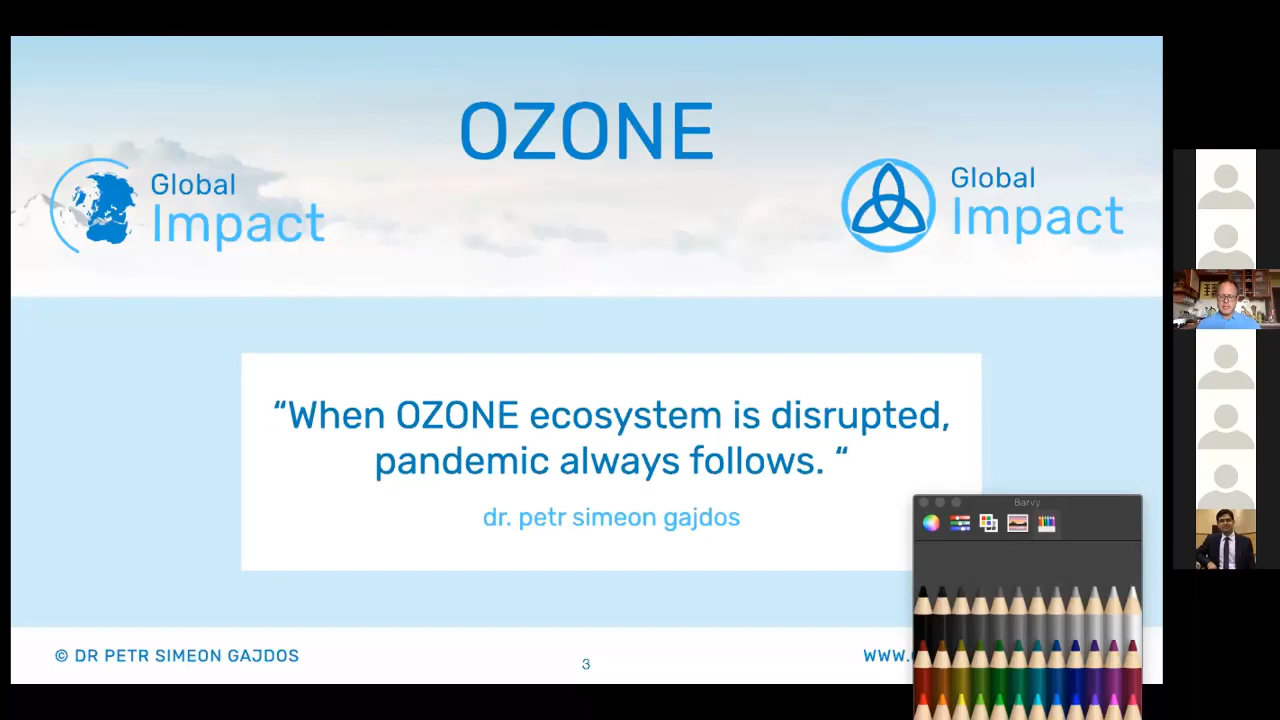 OZONE
Global
Impact
Global
Impact
“When OZONE ecosystem is disrupted,
pandemic always follows. “
dr. petr simeon gajdos
Barvy
© DR PETR SIMEON GAJDOS
3
WWW.